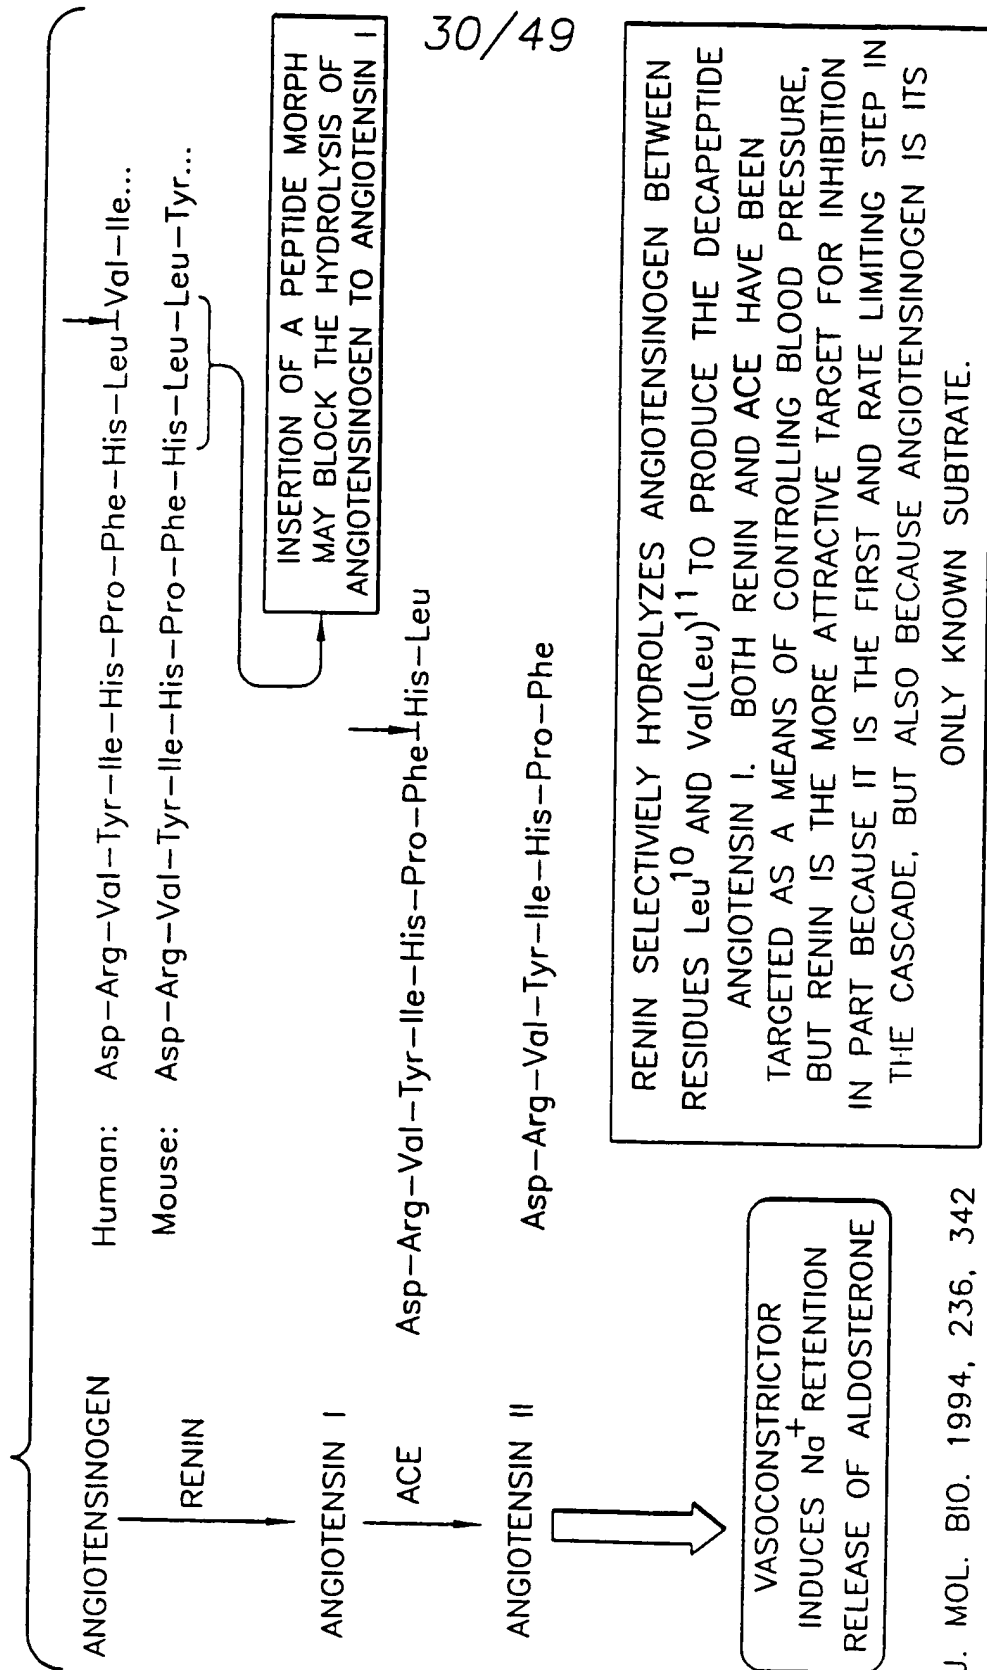 30/49
ANGIOTENSINOGEN
Human: Asp–Arg–Val–Tyr–Ile–His–Pro–Phe–His–Leu–Val–Ile...
RENIN
Mouse: Asp–Arg–Val–Tyr–Ile–His–Pro–Phe–His–Leu–Leu–Tyr...
INSERTION OF A PEPTIDE MORPH
MAY BLOCK THE HYDROLYSIS OF
ANGIOTENSINOGEN TO ANGIOTENSIN I
ANGIOTENSIN I
Asp–Arg–Val–Tyr–Ile–His–Pro–Phe–His–Leu
ACE
ANGIOTENSIN II
Asp–Arg–Val–Tyr–Ile–His–Pro–Phe
VASOCONSTRICTOR
INDUCES Na⁺ RETENTION
RELEASE OF ALDOSTERONE
RENIN SELECTIVIELY HYDROLYZES ANGIOTENSINOGEN BETWEEN
RESIDUES Leu¹⁰ AND Val(Leu)¹¹ TO PRODUCE THE DECAPEPTIDE
ANGIOTENSIN I. BOTH RENIN AND ACE HAVE BEEN
TARGETED AS A MEANS OF CONTROLLING BLOOD PRESSURE,
BUT RENIN IS THE MORE ATTRACTIVE TARGET FOR INHIBITION
IN PART BECAUSE IT IS THE FIRST AND RATE LIMITING STEP IN
THE CASCADE, BUT ALSO BECAUSE ANGIOTENSINOGEN IS ITS
ONLY KNOWN SUBTRATE.
J. MOL. BIO. 1994, 236, 342